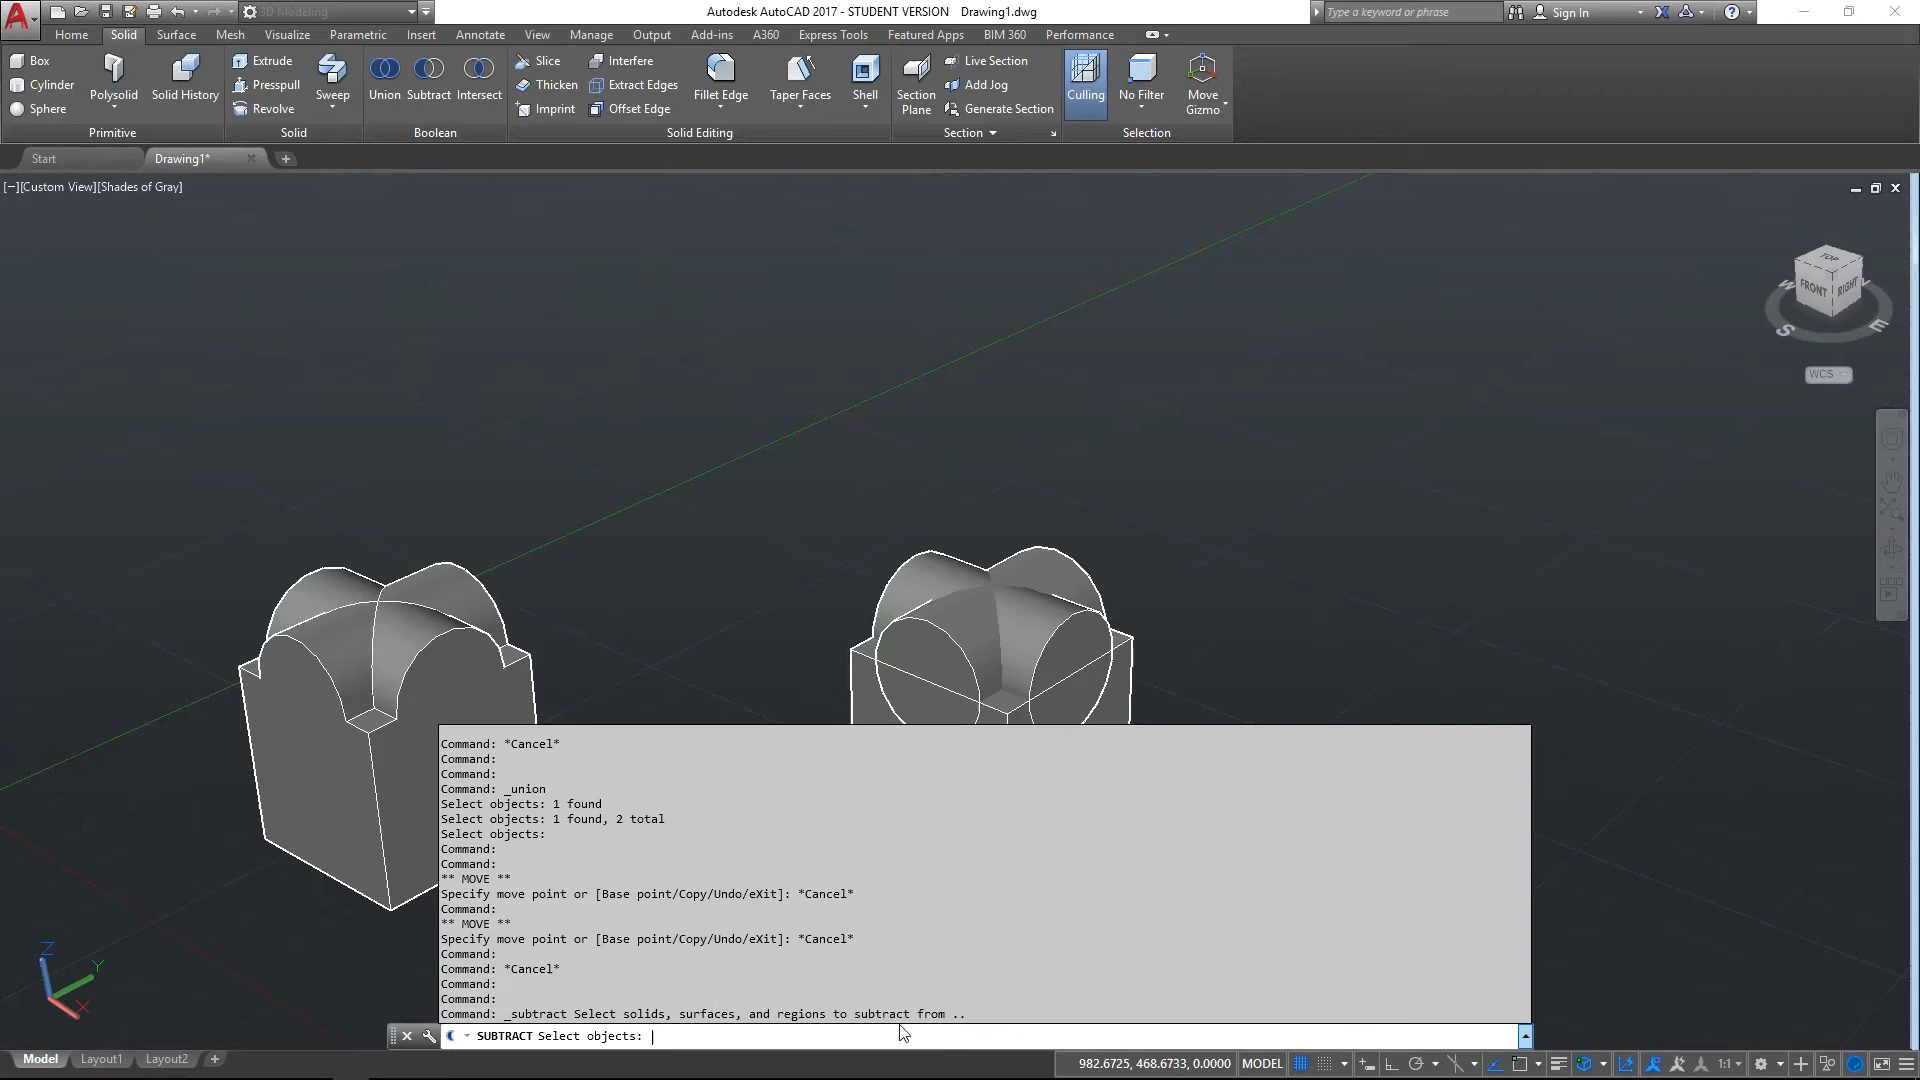 3D Modeling
Autodesk AutoCAD 2017 - STUDENT VERSION Drawing1.dwg
Type a keyword or phrase
Sign In
Home Solid Surface Mesh Visualize Parametric Insert Annotate View Manage Output Add-ins A360 Express Tools Featured Apps BIM 360 Performance
Box
Cylinder
Sphere
Polysolid
Solid History
Primitive
Extrude
Presspull
Revolve
Sweep
Solid
Union Subtract Intersect
Boolean
Slice
Thicken
Imprint
Interfere
Extract Edges
Offset Edge
Fillet Edge
Taper Faces
Shell
Solid Editing
Section
Plane
Live Section
Add Jog
Generate Section
Section
Culling
No Filter
Move
Gizmo
Selection
Start
Drawing1*
[−][Custom View][Shades of Gray]
TOP
FRONT
RIGHT
W
S
E
WCS
Command: *Cancel*
Command:
Command:
Command: _union
Select objects: 1 found
Select objects: 1 found, 2 total
Select objects:
Command:
Command:
** MOVE **
Specify move point or [Base point/Copy/Undo/eXit]: *Cancel*
Command:
** MOVE **
Specify move point or [Base point/Copy/Undo/eXit]: *Cancel*
Command:
Command: *Cancel*
Command:
Command:
Command: _subtract Select solids, surfaces, and regions to subtract from ..
SUBTRACT Select objects:
Z
Y
X
Model Layout1 Layout2
982.6725, 468.6733, 0.0000 MODEL
1:1